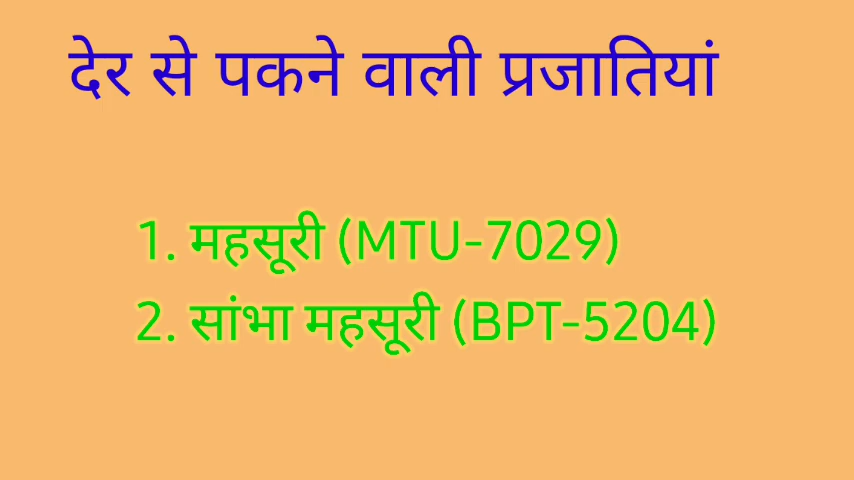 देर से पकने वाली प्रजातियां
1. महसूरी (MTU-7029)
2. सांभा महसूरी (BPT-5204)